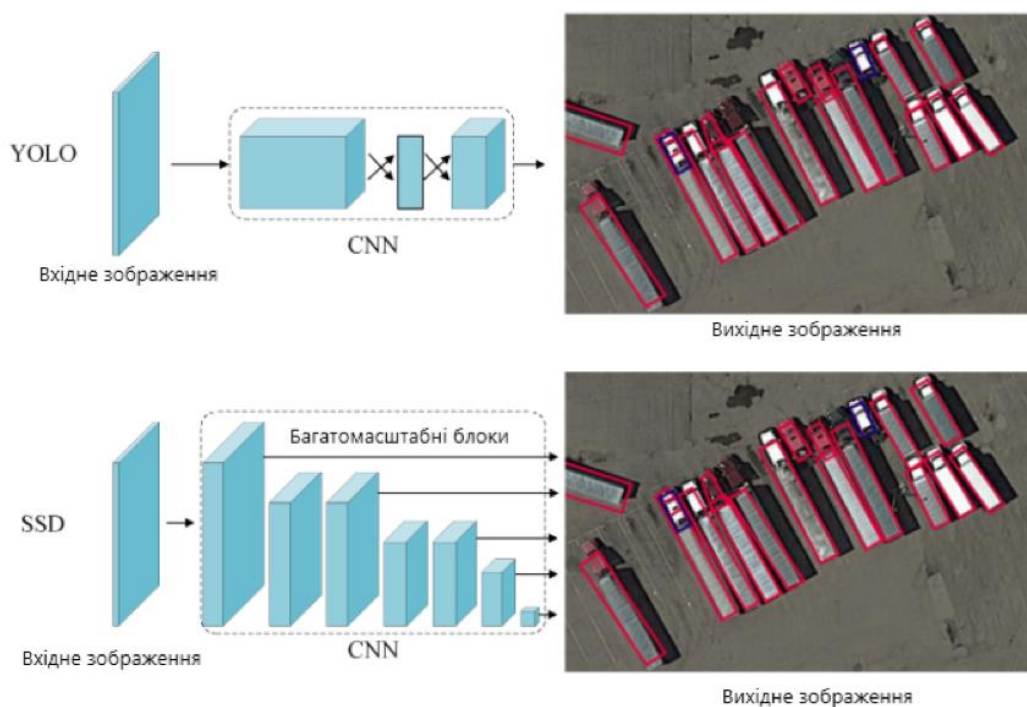 YOLO
CNN
Вхідне зображення
Вихідне зображення
Багатомасштабні блоки
SSD
CNN
Вхідне зображення
Вихідне зображення